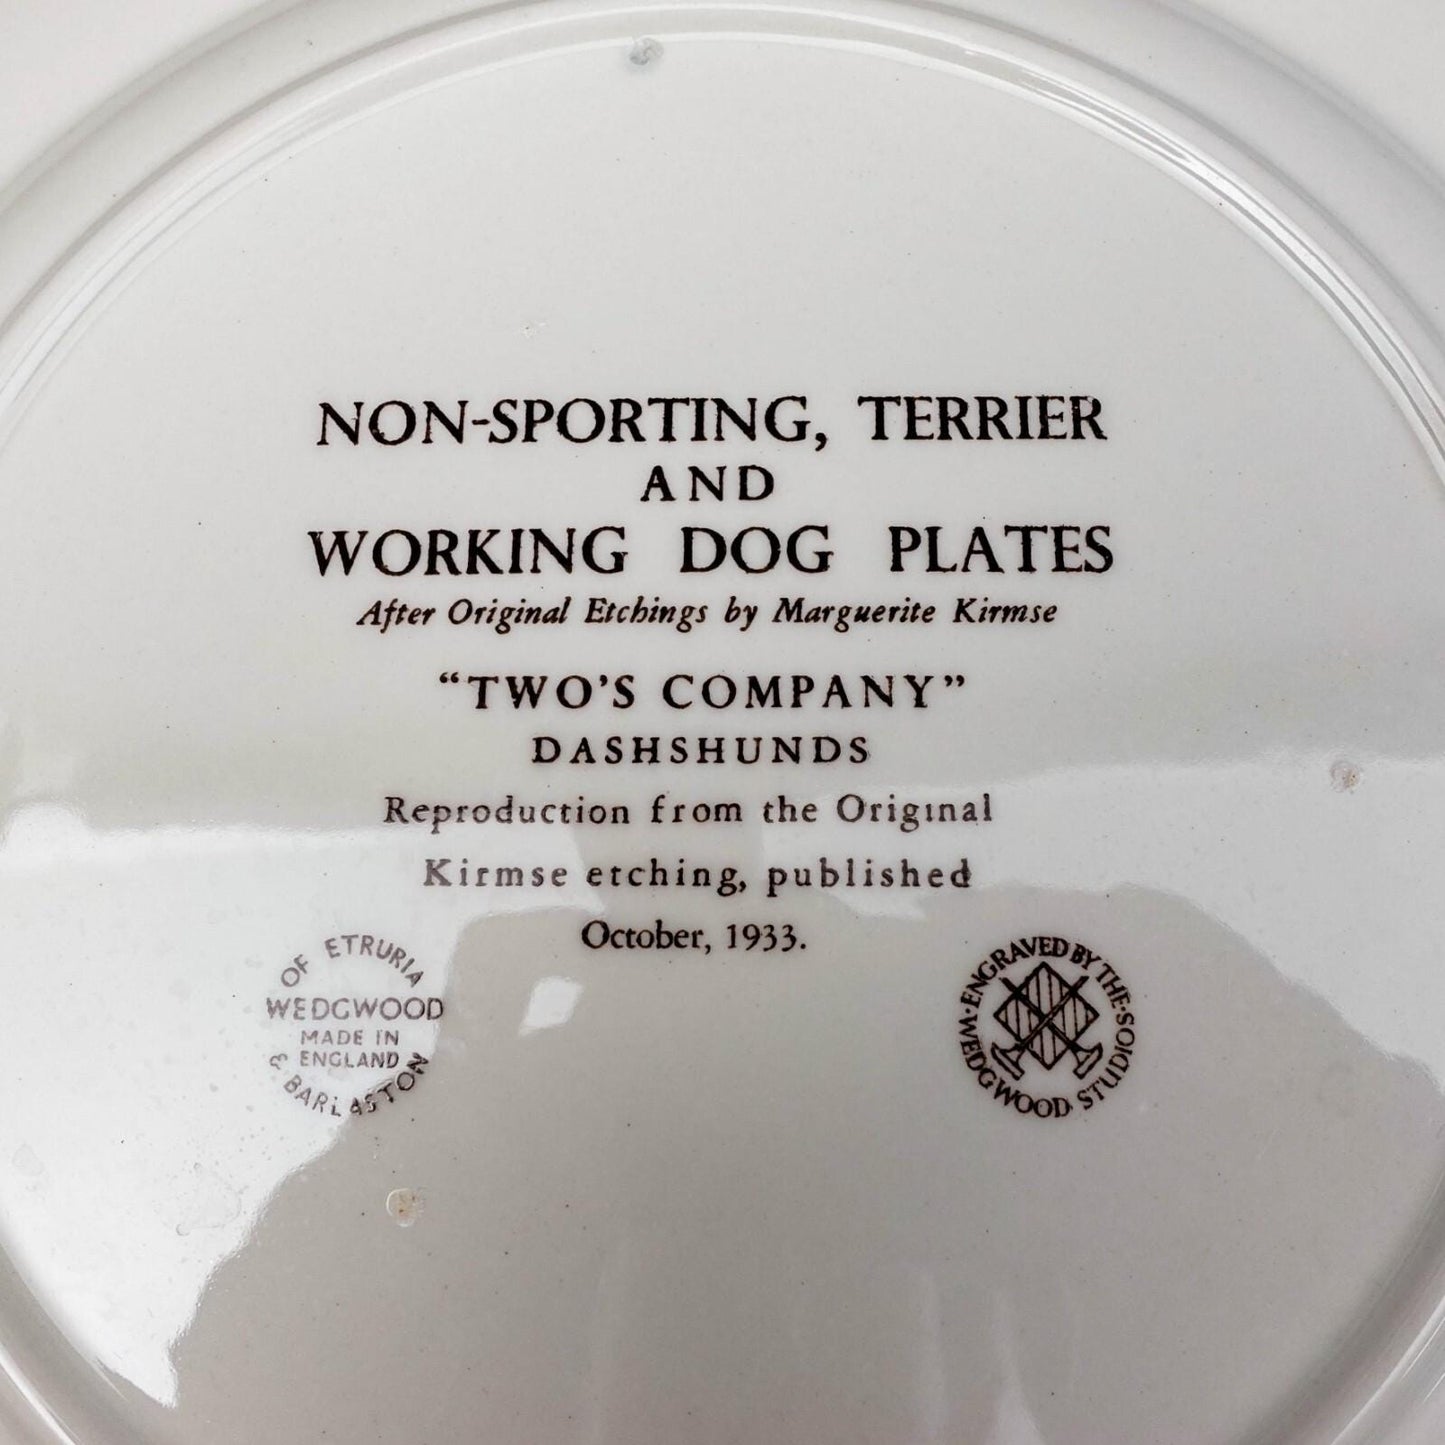 NON-SPORTING, TERRIER
AND
WORKING DOG PLATES
After Original Etchings by Marguerite Kirmse
“TWO’S COMPANY”
DASHSHUNDS
Reproduction from the Original
Kirmse etching, published
October, 1933.
OF ETRURIA
WEDGWOOD
MADE IN
ENGLAND
& BARLASTON
ENGRAVED BY THE · STUDIOS
WEDGWOOD